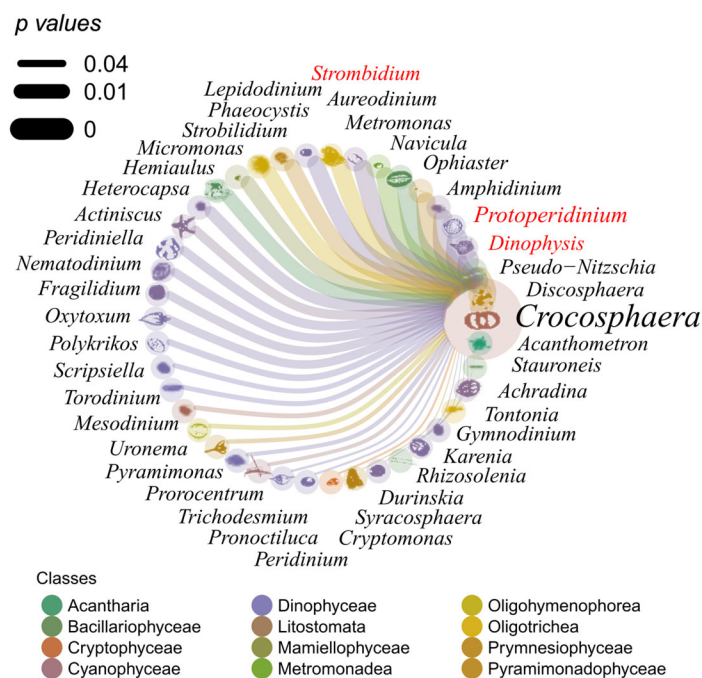 p values
0.04
0.01
0
Strombidium
Lepidodinium
Aureodinium
Phaeocystis
Metromonas
Strobilidium
Navicula
Micromonas
Ophiaster
Hemiaulus
Amphidinium
Heterocapsa
Protoperidinium
Actiniscus
Dinophysis
Peridiniella
Pseudo−Nitzschia
Nematodinium
Discosphaera
Fragilidium
Crocosphaera
Oxytoxum
Acanthometron
Polykrikos
Stauroneis
Scripsiella
Achradina
Torodinium
Tontonia
Mesodinium
Gymnodinium
Uronema
Karenia
Pyramimonas
Rhizosolenia
Prorocentrum
Durinskia
Trichodesmium
Syracosphaera
Pronoctiluca
Cryptomonas
Peridinium
Classes
Acantharia
Bacillariophyceae
Cryptophyceae
Cyanophyceae
Dinophyceae
Litostomata
Mamiellophyceae
Metromonadea
Oligohymenophorea
Oligotrichea
Prymnesiophyceae
Pyramimonadophyceae